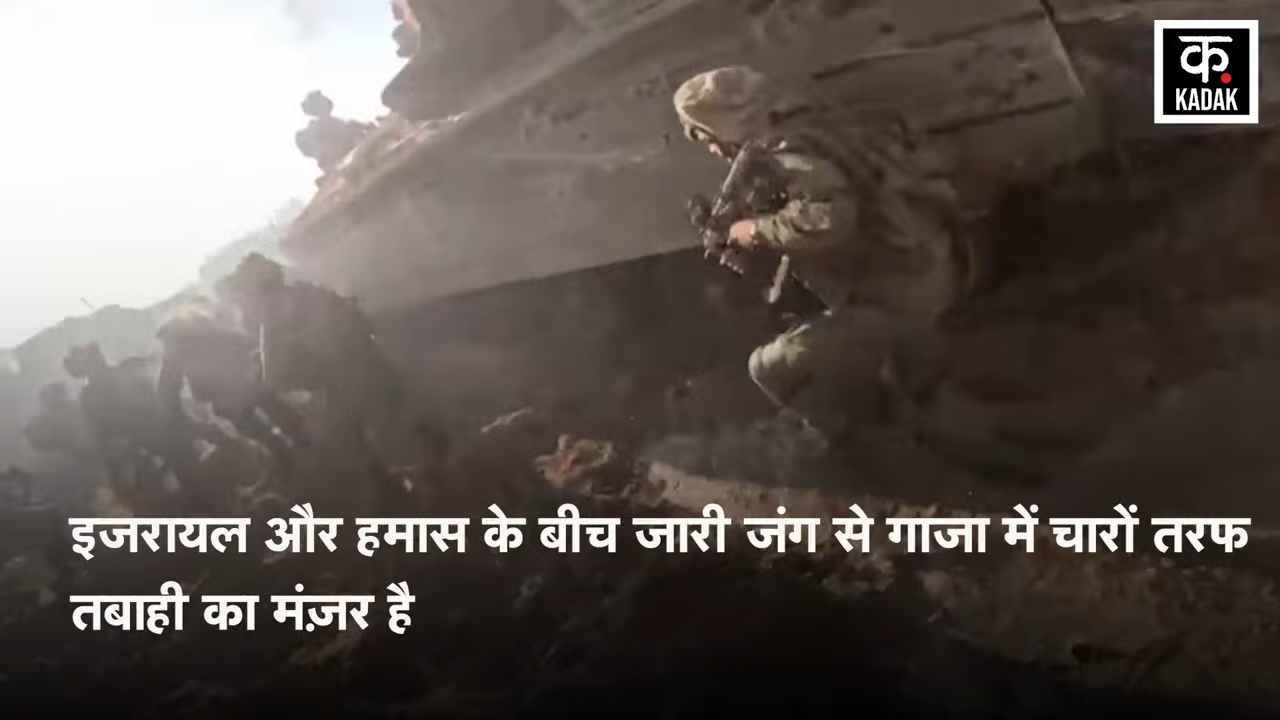 क.
KADAK
इजरायल और हमास के बीच जारी जंग से गाजा में चारों तरफ
तबाही का मंज़र है